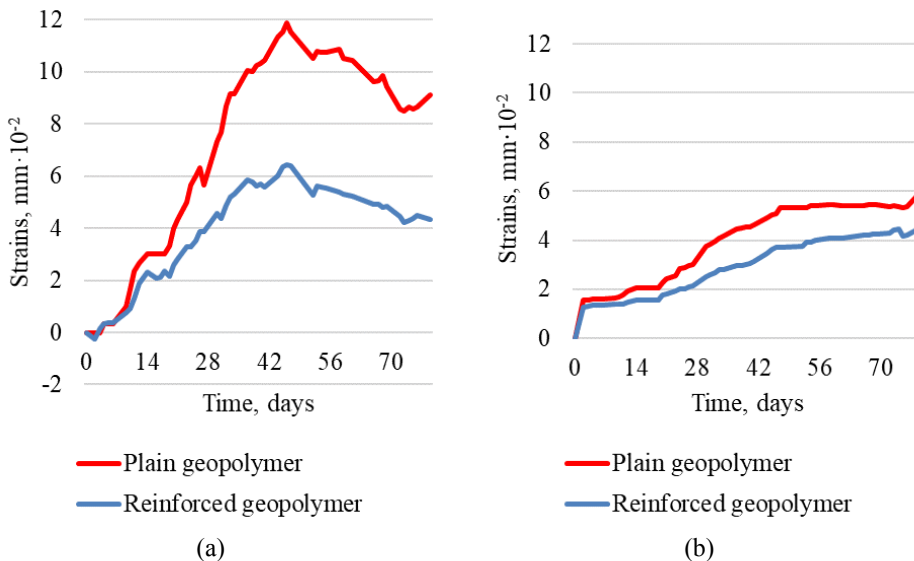 12
10
8
6
4
2
0
-2
Strains, mm·10⁻²
0 14 28 42 56 70
Time, days
Plain geopolymer
Reinforced geopolymer
(a)
12
10
8
6
4
2
0
Strains, mm·10⁻²
0 14 28 42 56 70
Time, days
Plain geopolymer
Reinforced geopolymer
(b)